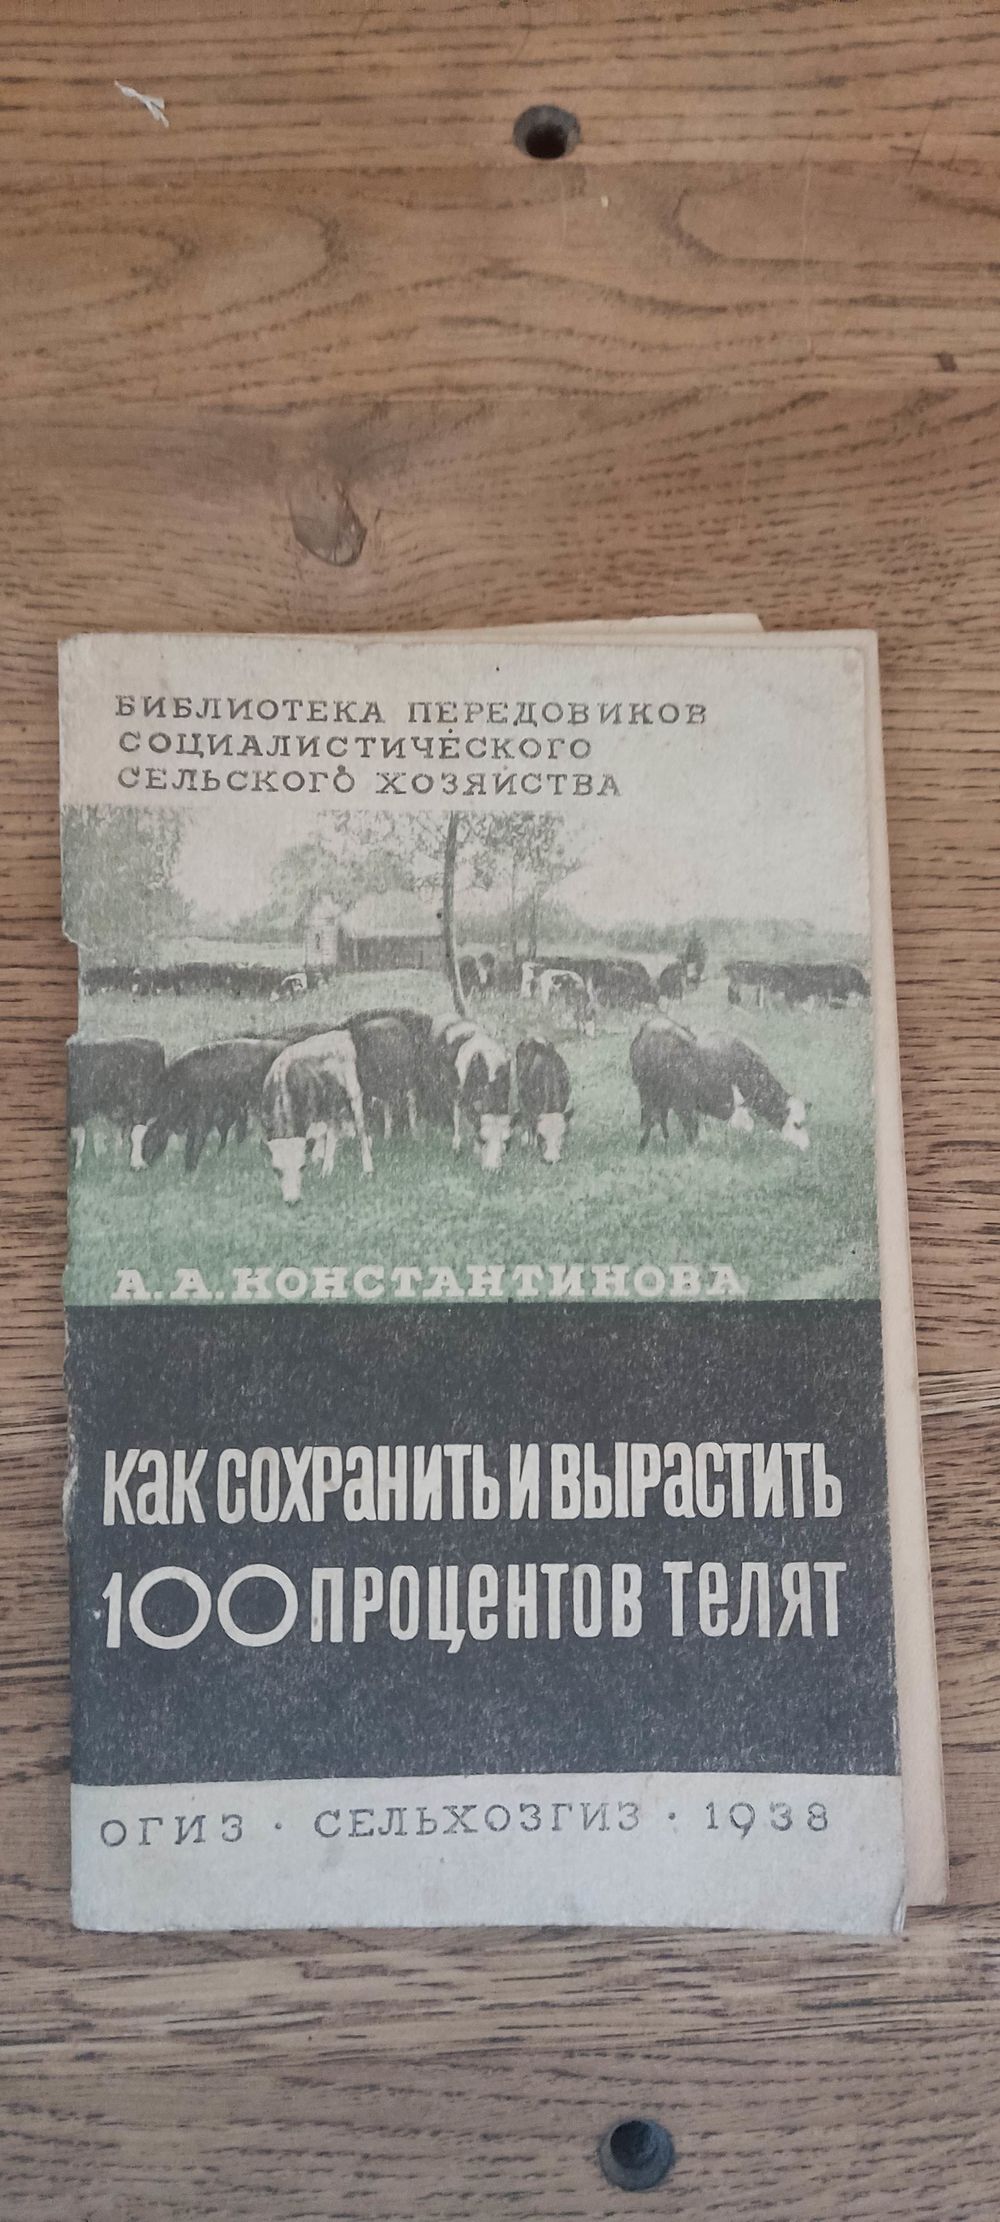 БИБЛИОТЕКА ПЕРЕДОВИКОВ
СОЦИАЛИСТИЧЕСКОГО
СЕЛЬСКОГО ХОЗЯЙСТВА
А. А. КОНСТАНТИНОВА
КАК СОХРАНИТЬ И ВЫРАСТИТЬ
100 ПРОЦЕНТОВ ТЕЛЯТ
ОГИЗ · СЕЛЬХОЗГИЗ · 1938